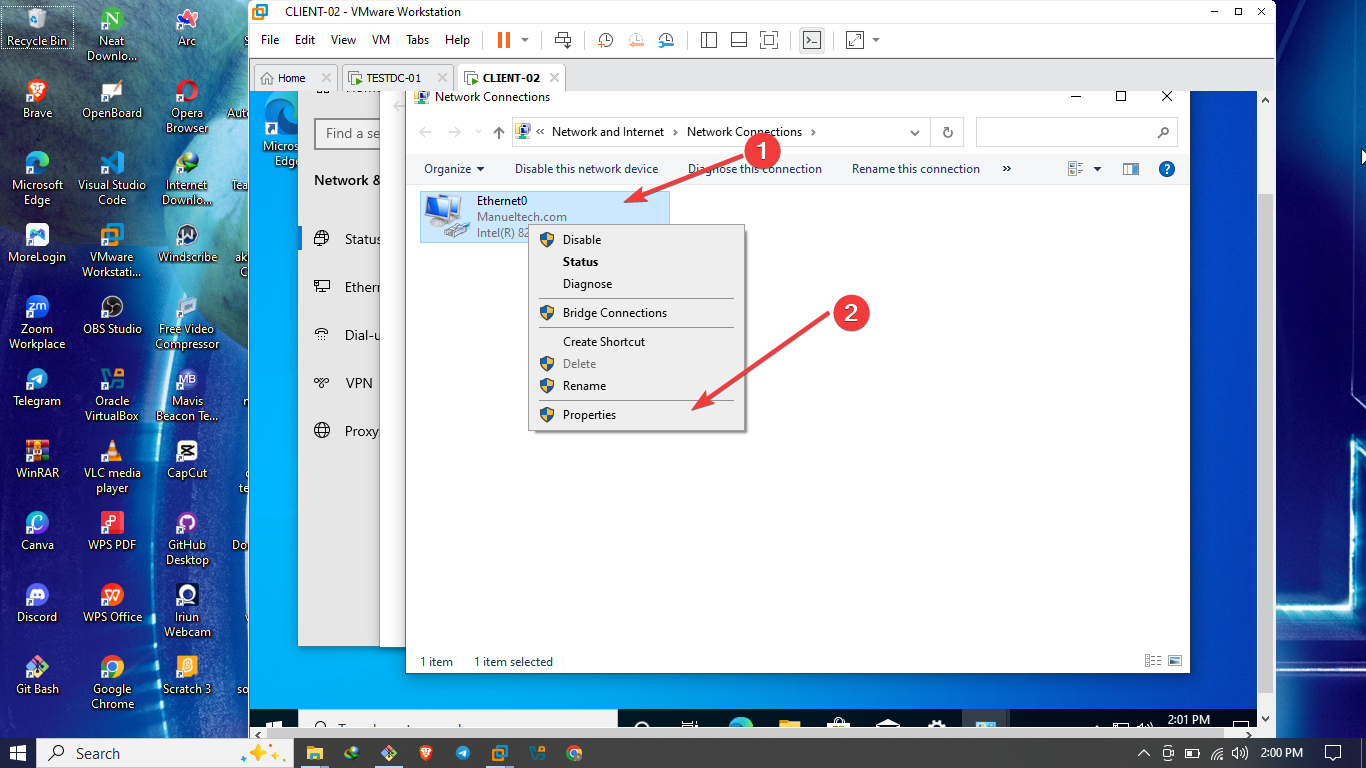 Recycle Bin
Neat
Downlo...
Arc
Brave
OpenBoard
Opera
Browser
Microsoft
Edge
Visual Studio
Code
Internet
Downlo...
MoreLogin
VMware
Workstati...
Windscribe
Zoom
Workplace
OBS Studio
Free Video
Compressor
Telegram
Oracle
VirtualBox
Mavis
Beacon Te...
WinRAR
VLC media
player
CapCut
Canva
WPS PDF
GitHub
Desktop
Discord
WPS Office
Iriun
Webcam
Git Bash
Google
Chrome
Scratch 3
CLIENT-02 - VMware Workstation
File Edit View VM Tabs Help
Home TESTDC-01 CLIENT-02
Find a se
Network &
Status
Ethern
Dial-u
VPN
Proxy
Network Connections
« Network and Internet > Network Connections >
Organize Disable this network device Diagnose this connection Rename this connection »
1
Ethernet0
Manueltech.com
Intel(R) 82
Disable
Status
Diagnose
Bridge Connections
2
Create Shortcut
Delete
Rename
Properties
1 item 1 item selected
2:01 PM
Search
2:00 PM